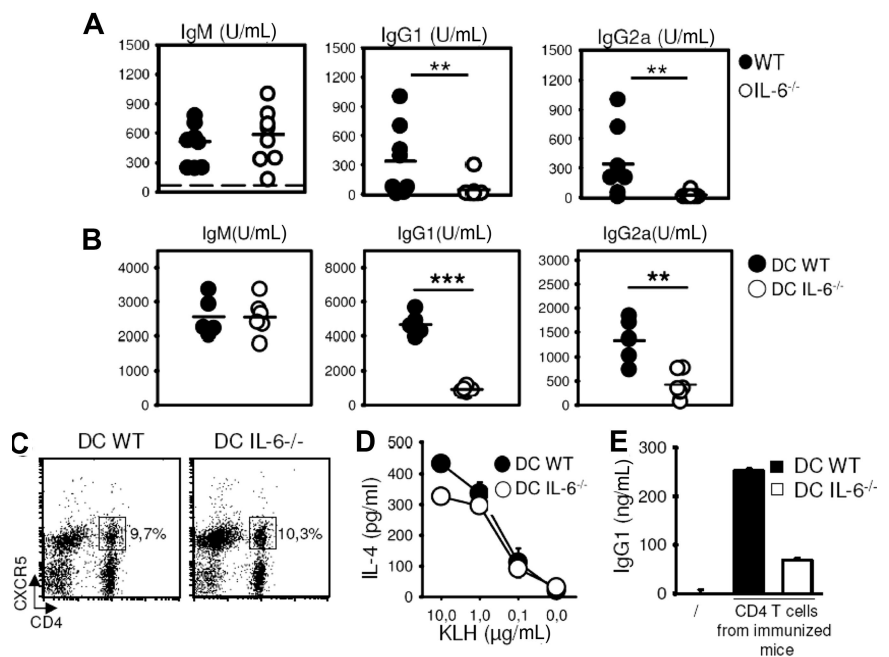 A
IgM (U/mL)
IgG1 (U/mL)
IgG2a (U/mL)
1500
1200
900
600
300
0
1500
1200
900
600
300
0
**
1500
1200
900
600
300
0
**
WT
IL-6-/-
B
IgM(U/mL)
IgG1(U/mL)
IgG2a(U/mL)
4000
3000
2000
1000
0
8000
6000
4000
2000
0
***
3000
2500
2000
1500
1000
500
0
**
DC WT
DC IL-6-/-
C
DC WT
DC IL-6-/-
9,7%
10,3%
CXCR5
CD4
D
500
400
300
200
100
0
IL-4 (pg/ml)
DC WT
DC IL-6-/-
10,0 1,0 0,1 0,0
KLH (µg/mL)
E
300
200
100
0
IgG1 (ng/mL)
DC WT
DC IL-6-/-
/
CD4 T cells
from immunized
mice